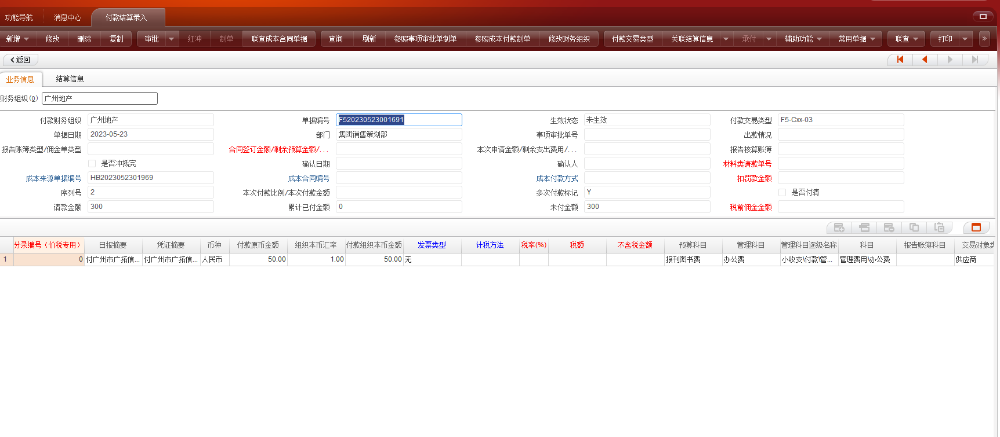 功能导航 消息中心 付款结算录入
新增 修改 删除 复制 审批 红冲 制单 联查成本合同单据 查询 刷新 参照事项审批单制单 参照成本付款制单 修改财务组织 付款交易类型 关联结算信息 承付 辅助功能 常用单据 联查 打印 »
返回
业务信息 结算信息
财务组织(O) 广州地产
付款财务组织 广州地产 单据编号 F520230523001691 生效状态 未生效 付款交易类型 F5-Cxx-03
单据日期 2023-05-23 部门 集团销售策划部 事项审批单号 出款情况
报告账簿类型/佣金单类型 合同签订金额/剩余预算金额/... 本次申请金额/剩余支出费用/... 报告核算账簿
是否冲抵完 确认日期 确认人 材料类请款单号
成本来源单据编号 HB2023052301969 成本合同编号 成本付款方式 扣罚款金额
序列号 2 本次付款比例/本次付款金额 多次付款标记 Y 是否付清
请款金额 300 累计已付金额 0 未付金额 300 税前佣金金额
分录编号（价税专用） 日报摘要 凭证摘要 币种 付款原币金额 组织本币汇率 付款组织本币金额 发票类型 计税方法 税率(%) 税额 不含税金额 预算科目 管理科目 管理科目逐级名称 科目 报告账簿科目 交易对象
1 0 付广州市广拓信... 付广州市广拓信... 人民币 50.00 1.00 50.00 无 报刊图书费 办公费 小收支\付款\管... 管理费用\办公费 供应商